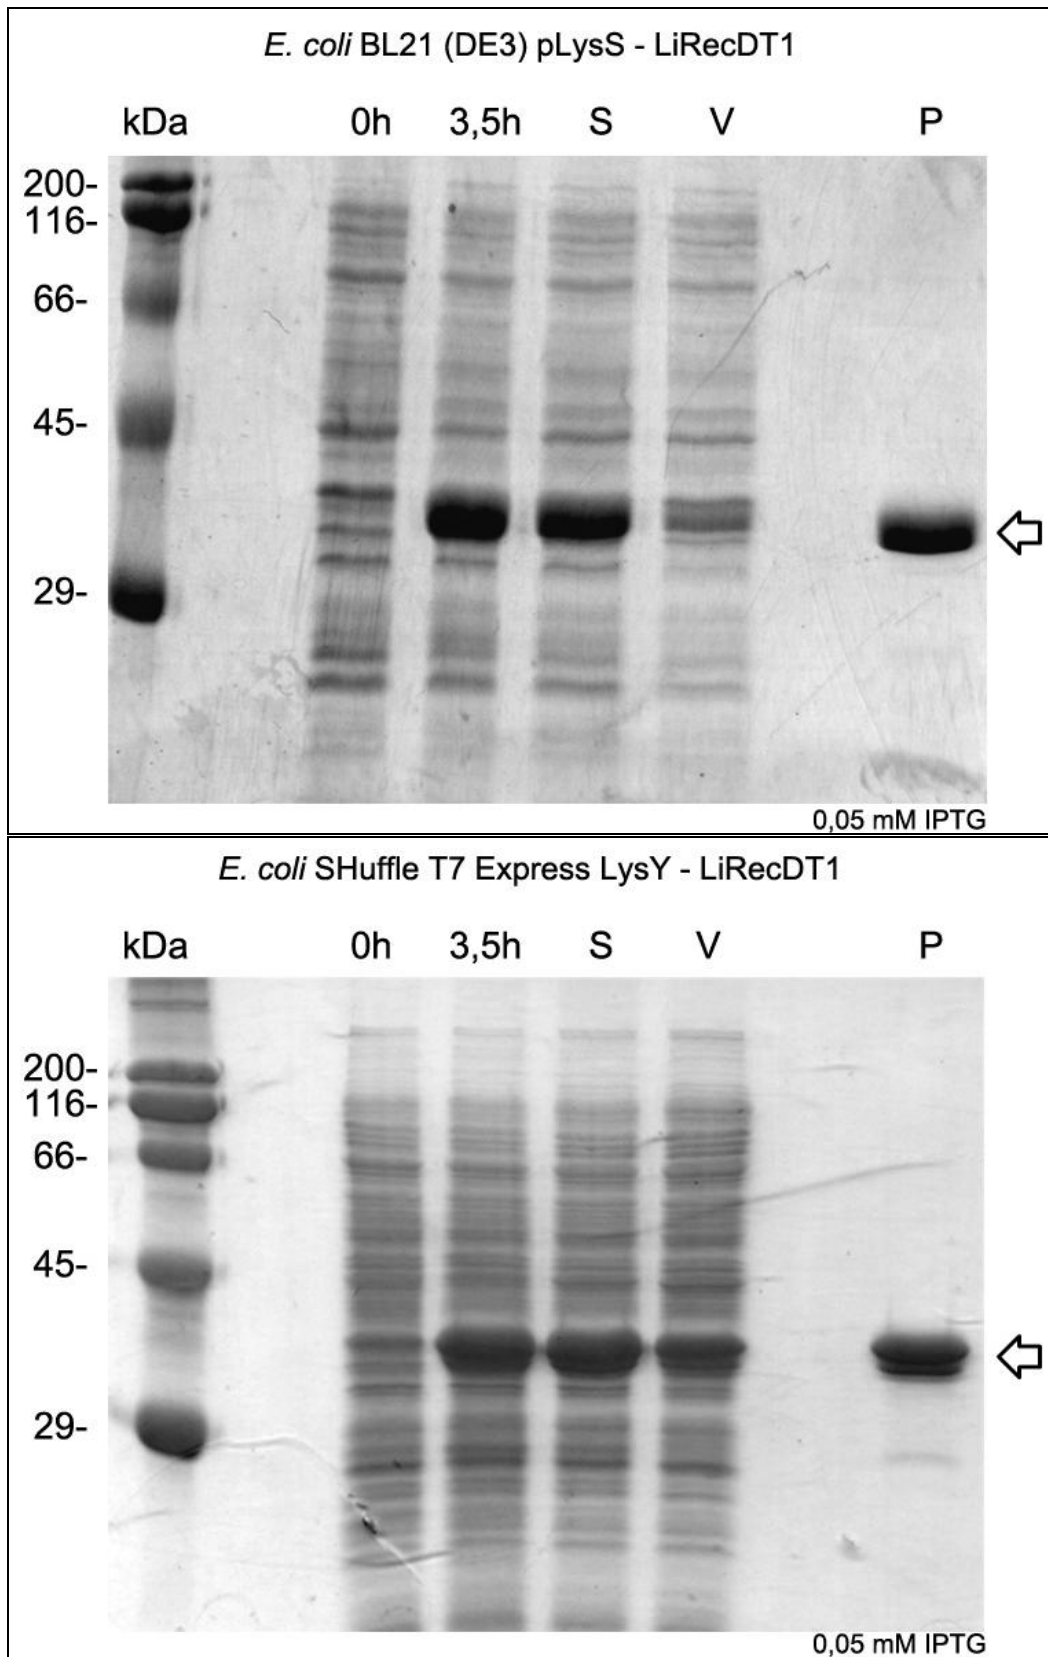 E. coli BL21 (DE3) pLysS - LiRecDT1
kDa 0h 3,5h S V P
200-
116-
66-
45-
29-
0,05 mM IPTG
E. coli SHuffle T7 Express LysY - LiRecDT1
kDa 0h 3,5h S V P
200-
116-
66-
45-
29-
0,05 mM IPTG